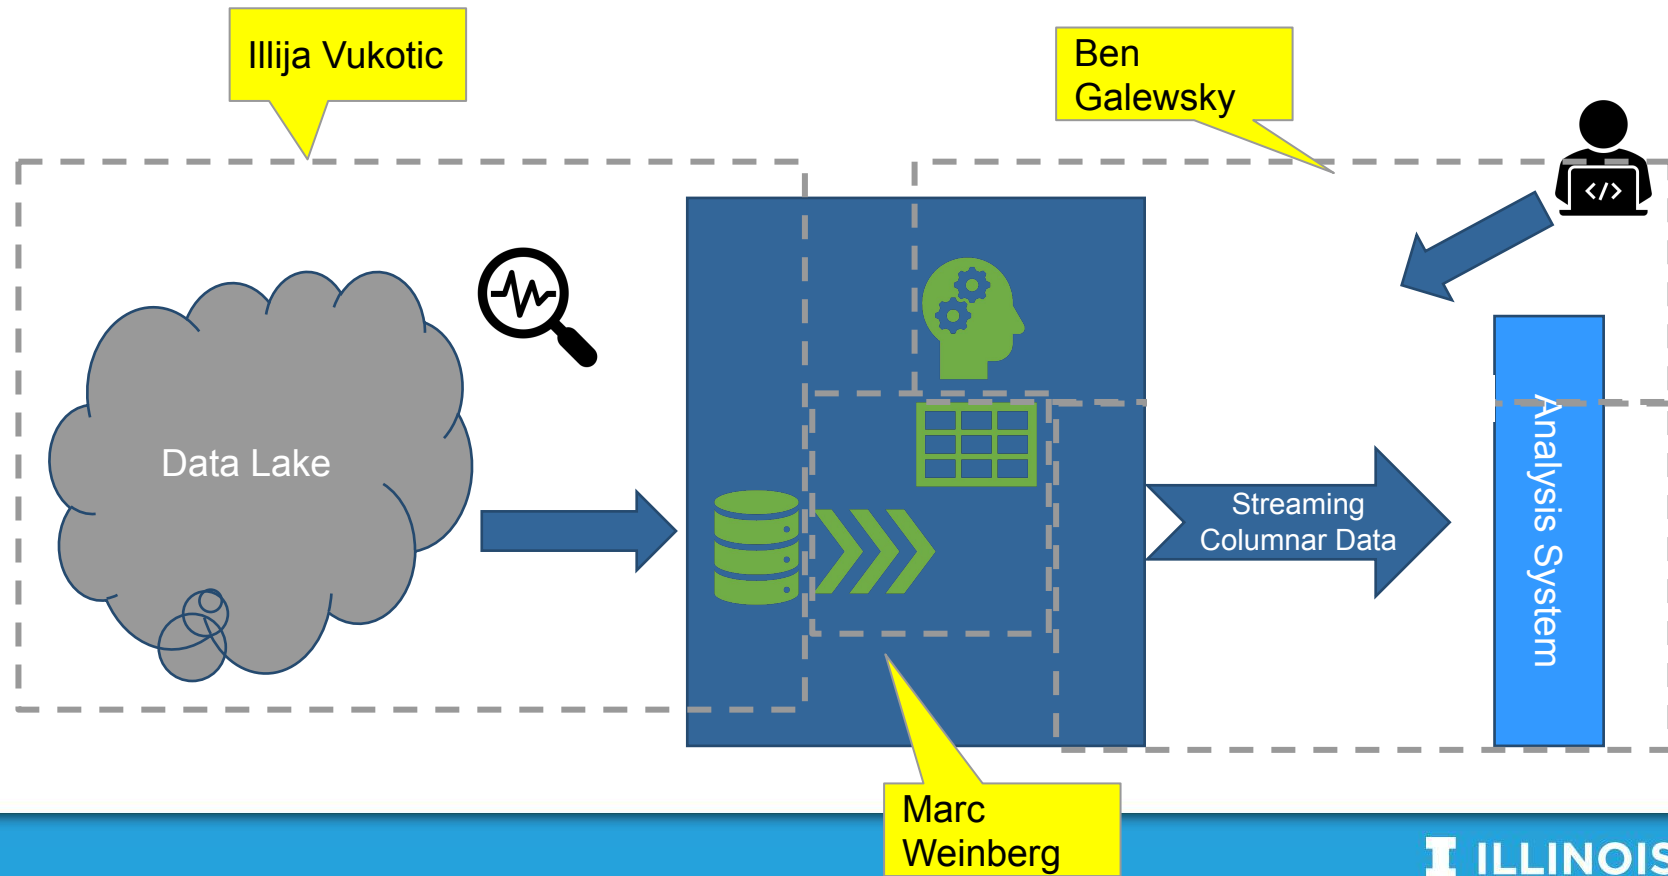 Illija Vukotic
Ben
Galewsky
</>
Data Lake
Streaming
Columnar Data
Analysis System
Marc
Weinberg
I ILLINOIS